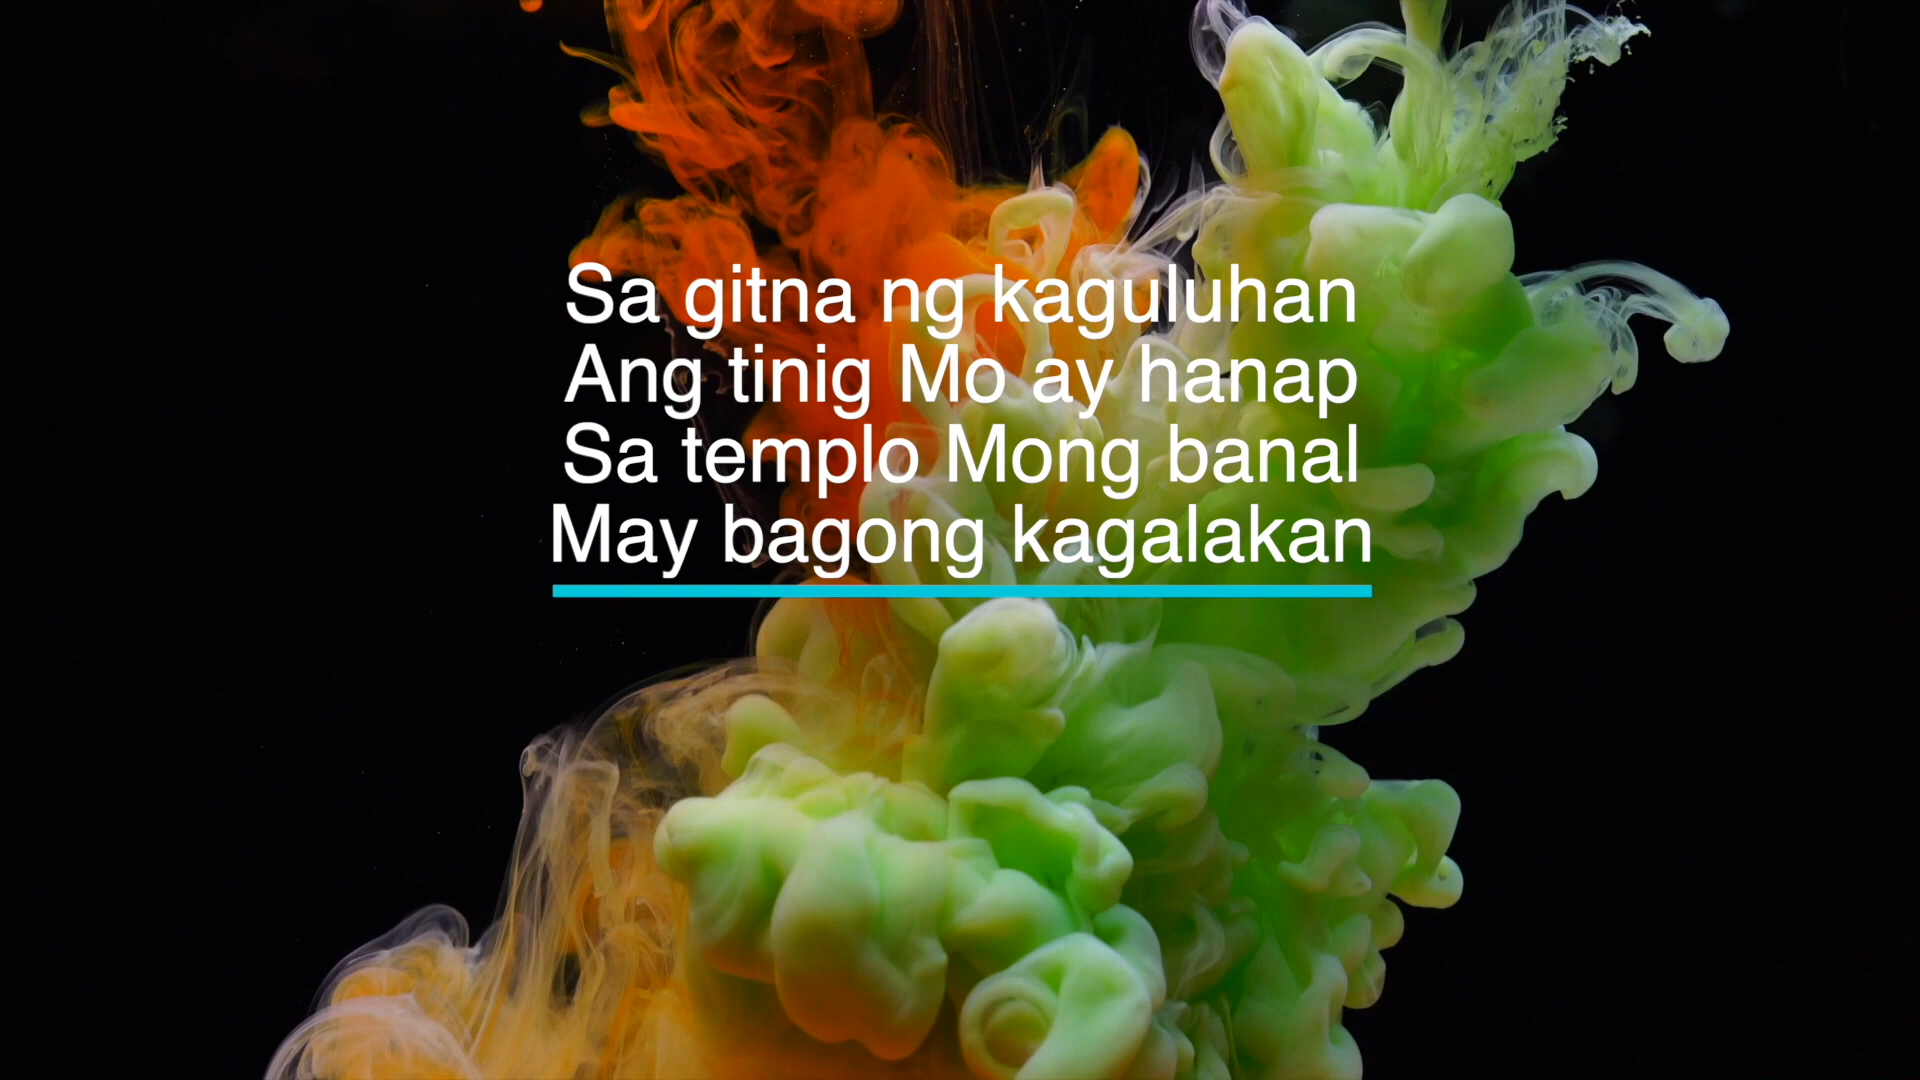 Sa gitna ng kaguluhan
Ang tinig Mo ay hanap
Sa templo Mong banal
May bagong kagalakan